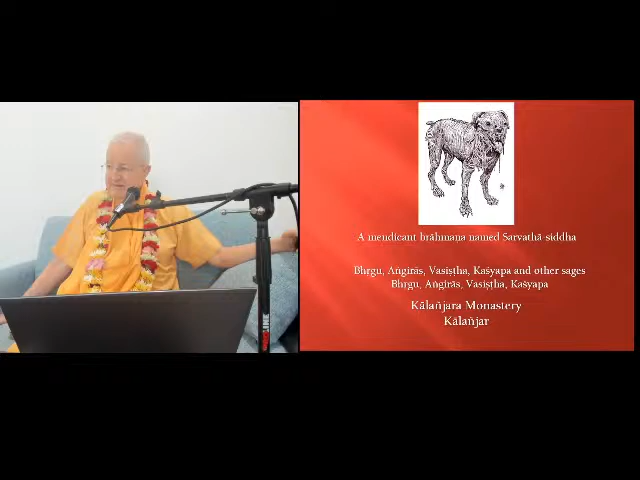 A mendicant brāhmaṇa named Sarvathā-siddha
Bhṛgu, Aṅgirās, Vasiṣṭha, Kaśyapa and other sages
Bhṛgu, Aṅgirās, Vasiṣṭha, Kaśyapa
Kālañjara Monastery
Kālañjar